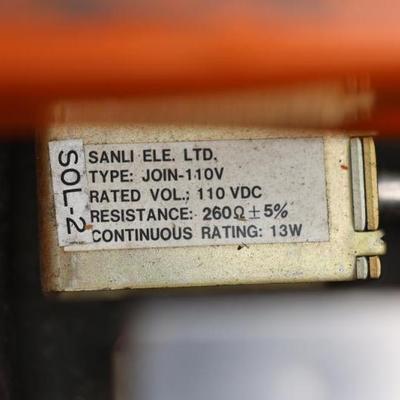 SOL-2
SANLI ELE. LTD.
TYPE: JOIN-110V
RATED VOL.: 110 VDC
RESISTANCE: 260Ω ± 5%
CONTINUOUS RATING: 13W